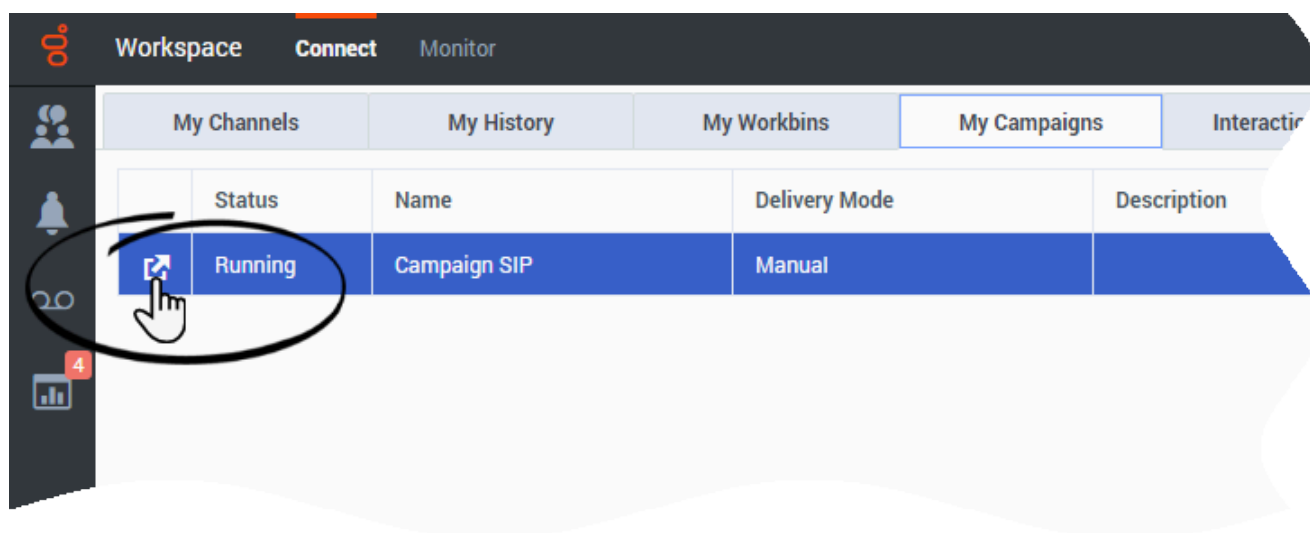 Workspace Connect Monitor
My Channels My History My Workbins My Campaigns
Status Name Delivery Mode Description
Running Campaign SIP Manual
4